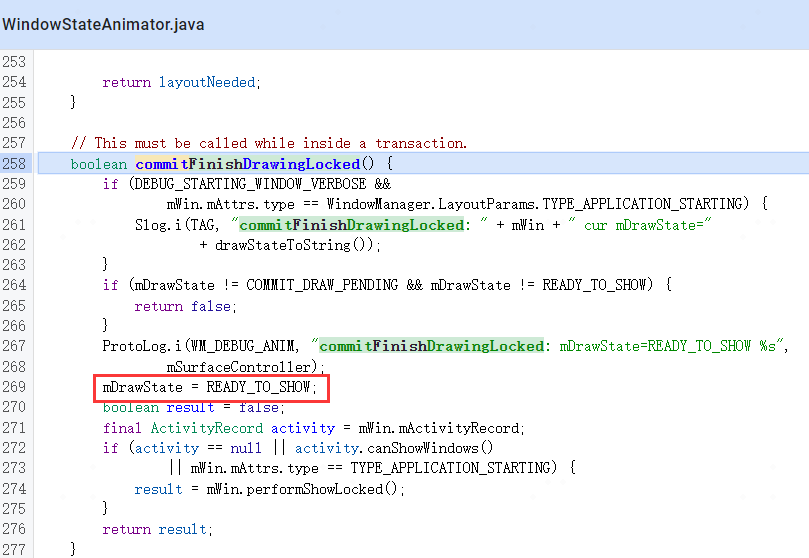 WindowStateAnimator.java
253
254 return layoutNeeded;
255 }
256
257 // This must be called while inside a transaction.
258 boolean commitFinishDrawingLocked() {
259 if (DEBUG_STARTING_WINDOW_VERBOSE &&
260 mWin.mAttrs.type == WindowManager.LayoutParams.TYPE_APPLICATION_STARTING) {
261 Slog.i(TAG, "commitFinishDrawingLocked: " + mWin + " cur mDrawState="
262 + drawStateToString());
263 }
264 if (mDrawState != COMMIT_DRAW_PENDING && mDrawState != READY_TO_SHOW) {
265 return false;
266 }
267 ProtoLog.i(WM_DEBUG_ANIM, "commitFinishDrawingLocked: mDrawState=READY_TO_SHOW %s",
268 mSurfaceController);
269 mDrawState = READY_TO_SHOW;
270 boolean result = false;
271 final ActivityRecord activity = mWin.mActivityRecord;
272 if (activity == null || activity.canShowWindows()
273 || mWin.mAttrs.type == TYPE_APPLICATION_STARTING) {
274 result = mWin.performShowLocked();
275 }
276 return result;
277 }